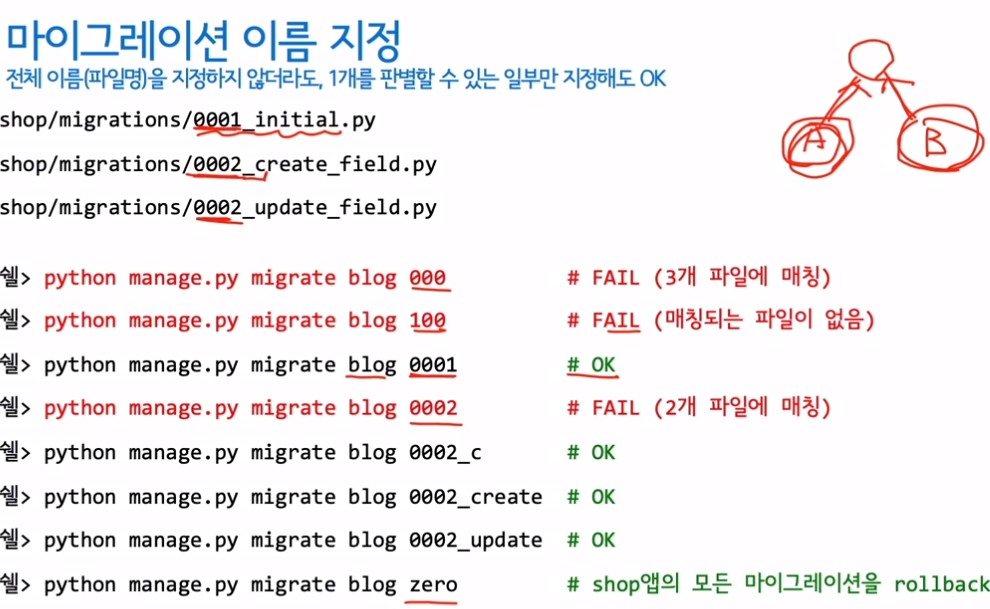 마이그레이션 이름 지정
전체 이름(파일명)을 지정하지 않더라도, 1개를 판별할 수 있는 일부만 지정해도 OK
shop/migrations/0001_initial.py
shop/migrations/0002_create_field.py
shop/migrations/0002_update_field.py
A
B
쉘> python manage.py migrate blog 000 # FAIL (3개 파일에 매칭)
쉘> python manage.py migrate blog 100 # FAIL (매칭되는 파일이 없음)
쉘> python manage.py migrate blog 0001 # OK
쉘> python manage.py migrate blog 0002 # FAIL (2개 파일에 매칭)
쉘> python manage.py migrate blog 0002_c # OK
쉘> python manage.py migrate blog 0002_create # OK
쉘> python manage.py migrate blog 0002_update # OK
쉘> python manage.py migrate blog zero # shop앱의 모든 마이그레이션을 rollback